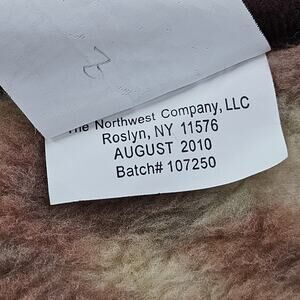 The Northwest Company, LLC
Roslyn, NY 11576
AUGUST 2010
Batch# 107250